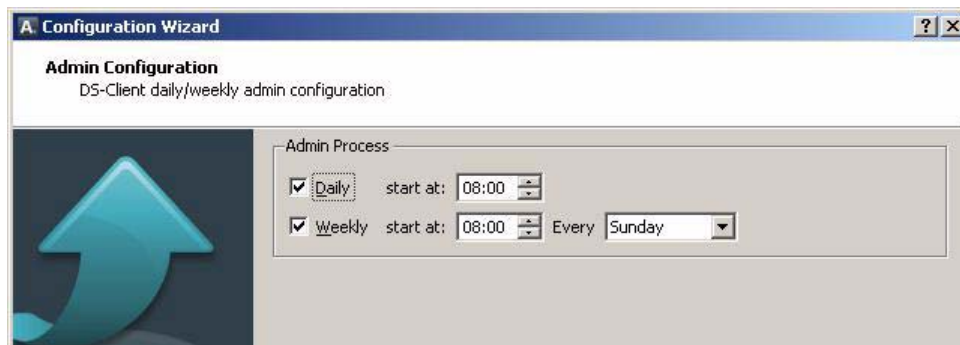 A. Configuration Wizard ? X
Admin Configuration
DS-Client daily/weekly admin configuration
Admin Process
Daily start at: 08:00
Weekly start at: 08:00 Every Sunday